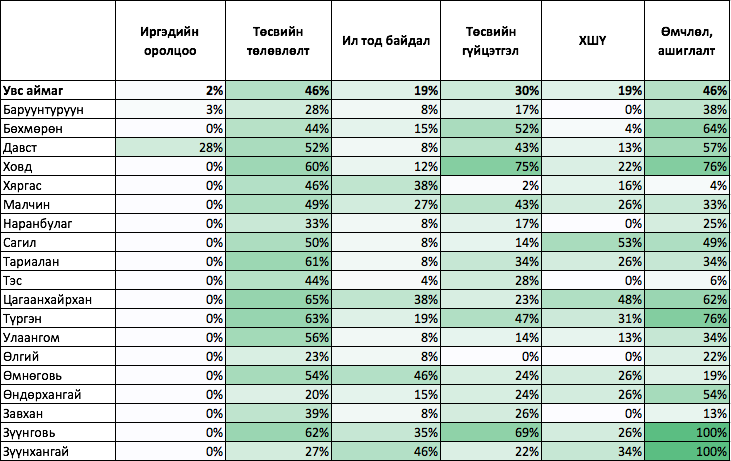 Иргэдийн оролцоо Төсвийн төлөвлөлт Ил тод байдал Төсвийн гүйцэтгэл ХШҮ Өмчлөл, ашиглалт
Увс аймаг 2% 46% 19% 30% 19% 46%
Баруунтуруун 3% 28% 8% 17% 0% 38%
Бөхмөрөн 0% 44% 15% 52% 4% 64%
Давст 28% 52% 8% 43% 13% 57%
Ховд 0% 60% 12% 75% 22% 76%
Хяргас 0% 46% 38% 2% 16% 4%
Малчин 0% 49% 27% 43% 26% 33%
Наранбулаг 0% 33% 8% 17% 0% 25%
Сагил 0% 50% 8% 14% 53% 49%
Тариалан 0% 61% 8% 34% 26% 34%
Тэс 0% 44% 4% 28% 0% 6%
Цагаанхайрхан 0% 65% 38% 23% 48% 62%
Түргэн 0% 63% 19% 47% 31% 76%
Улаангом 0% 56% 8% 14% 13% 34%
Өлгий 0% 23% 8% 0% 0% 22%
Өмнөговь 0% 54% 46% 24% 26% 19%
Өндөрхангай 0% 20% 15% 24% 26% 54%
Завхан 0% 39% 8% 26% 0% 13%
Зүүнговь 0% 62% 35% 69% 26% 100%
Зүүнхангай 0% 27% 46% 22% 34% 100%